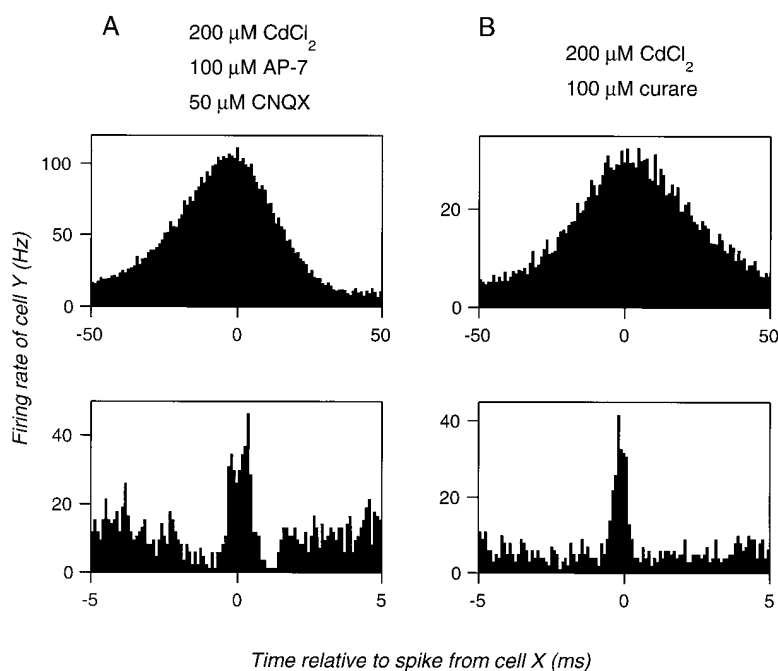 A
200 μM CdCl2
100 μM AP-7
50 μM CNQX
B
200 μM CdCl2
100 μM curare
Firing rate of cell Y (Hz)
100
50
0
-50 0 50
20
0
-50 0 50
40
20
0
-5 0 5
40
20
0
-5 0 5
Time relative to spike from cell X (ms)